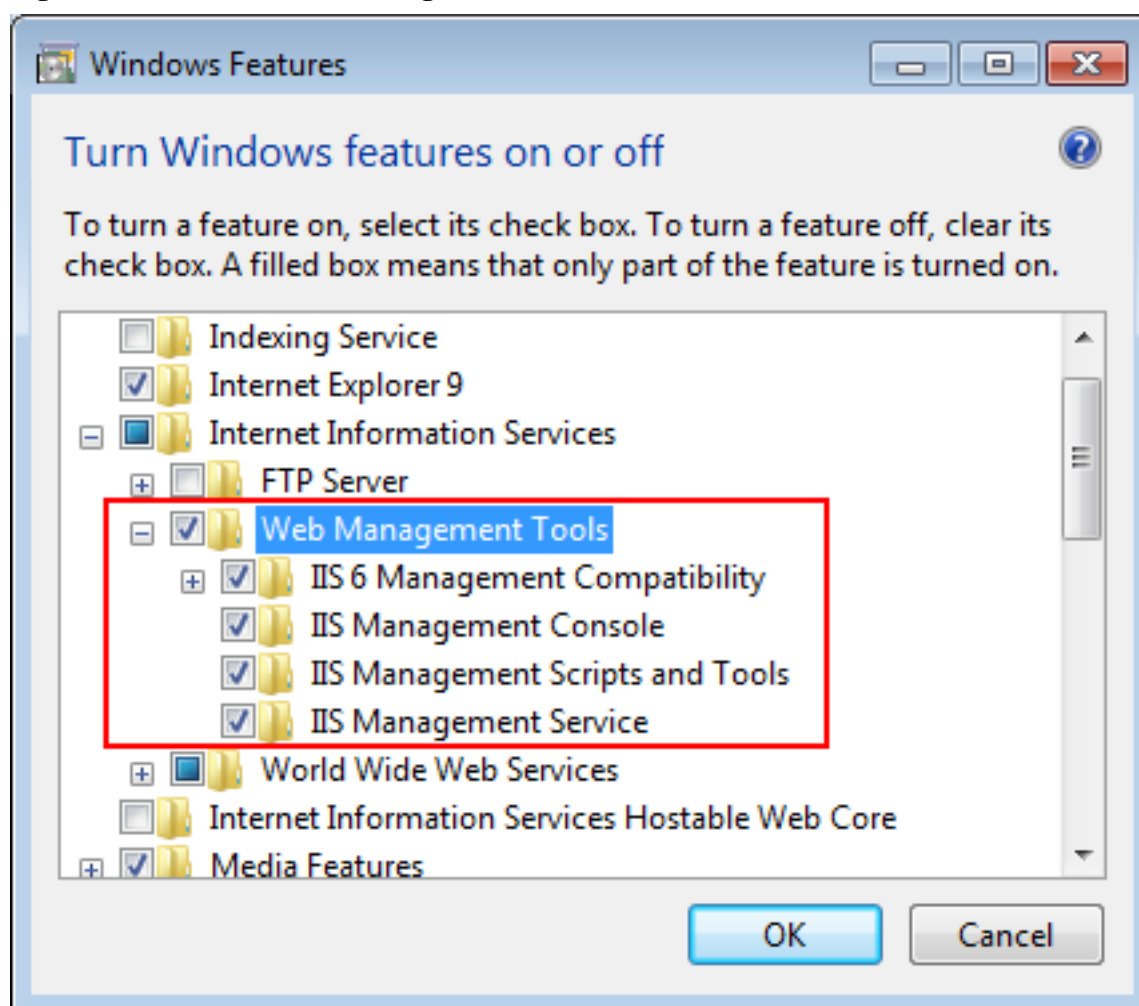 Windows Features
Turn Windows features on or off
To turn a feature on, select its check box. To turn a feature off, clear its
check box. A filled box means that only part of the feature is turned on.
Indexing Service
Internet Explorer 9
Internet Information Services
FTP Server
Web Management Tools
IIS 6 Management Compatibility
IIS Management Console
IIS Management Scripts and Tools
IIS Management Service
World Wide Web Services
Internet Information Services Hostable Web Core
Media Features
OK
Cancel